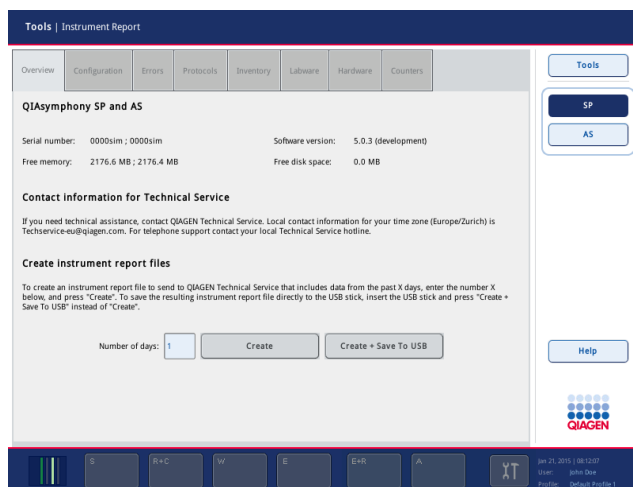 Tools | Instrument Report
Overview Configuration Errors Protocols Inventory Labware Hardware Counters
Tools
SP
AS
QIAsymphony SP and AS
Serial number: 0000sim ; 0000sim Software version: 5.0.3 (development)
Free memory: 2176.6 MB ; 2176.4 MB Free disk space: 0.0 MB
Contact information for Technical Service
If you need technical assistance, contact QIAGEN Technical Service. Local contact information for your time zone (Europe/Zurich) is
Techservice-eu@qiagen.com. For telephone support contact your local Technical Service hotline.
Create instrument report files
To create an instrument report file to send to QIAGEN Technical Service that includes data from the past X days, enter the number X
below, and press "Create". To save the resulting instrument report file directly to the USB stick, insert the USB stick and press "Create +
Save To USB" instead of "Create".
Number of days: 1 Create Create + Save To USB
Help
QIAGEN
S R+C W E E+R A
Jan 21, 2015 | 08:12:07
User: John Doe
Profile: Default Profile 1